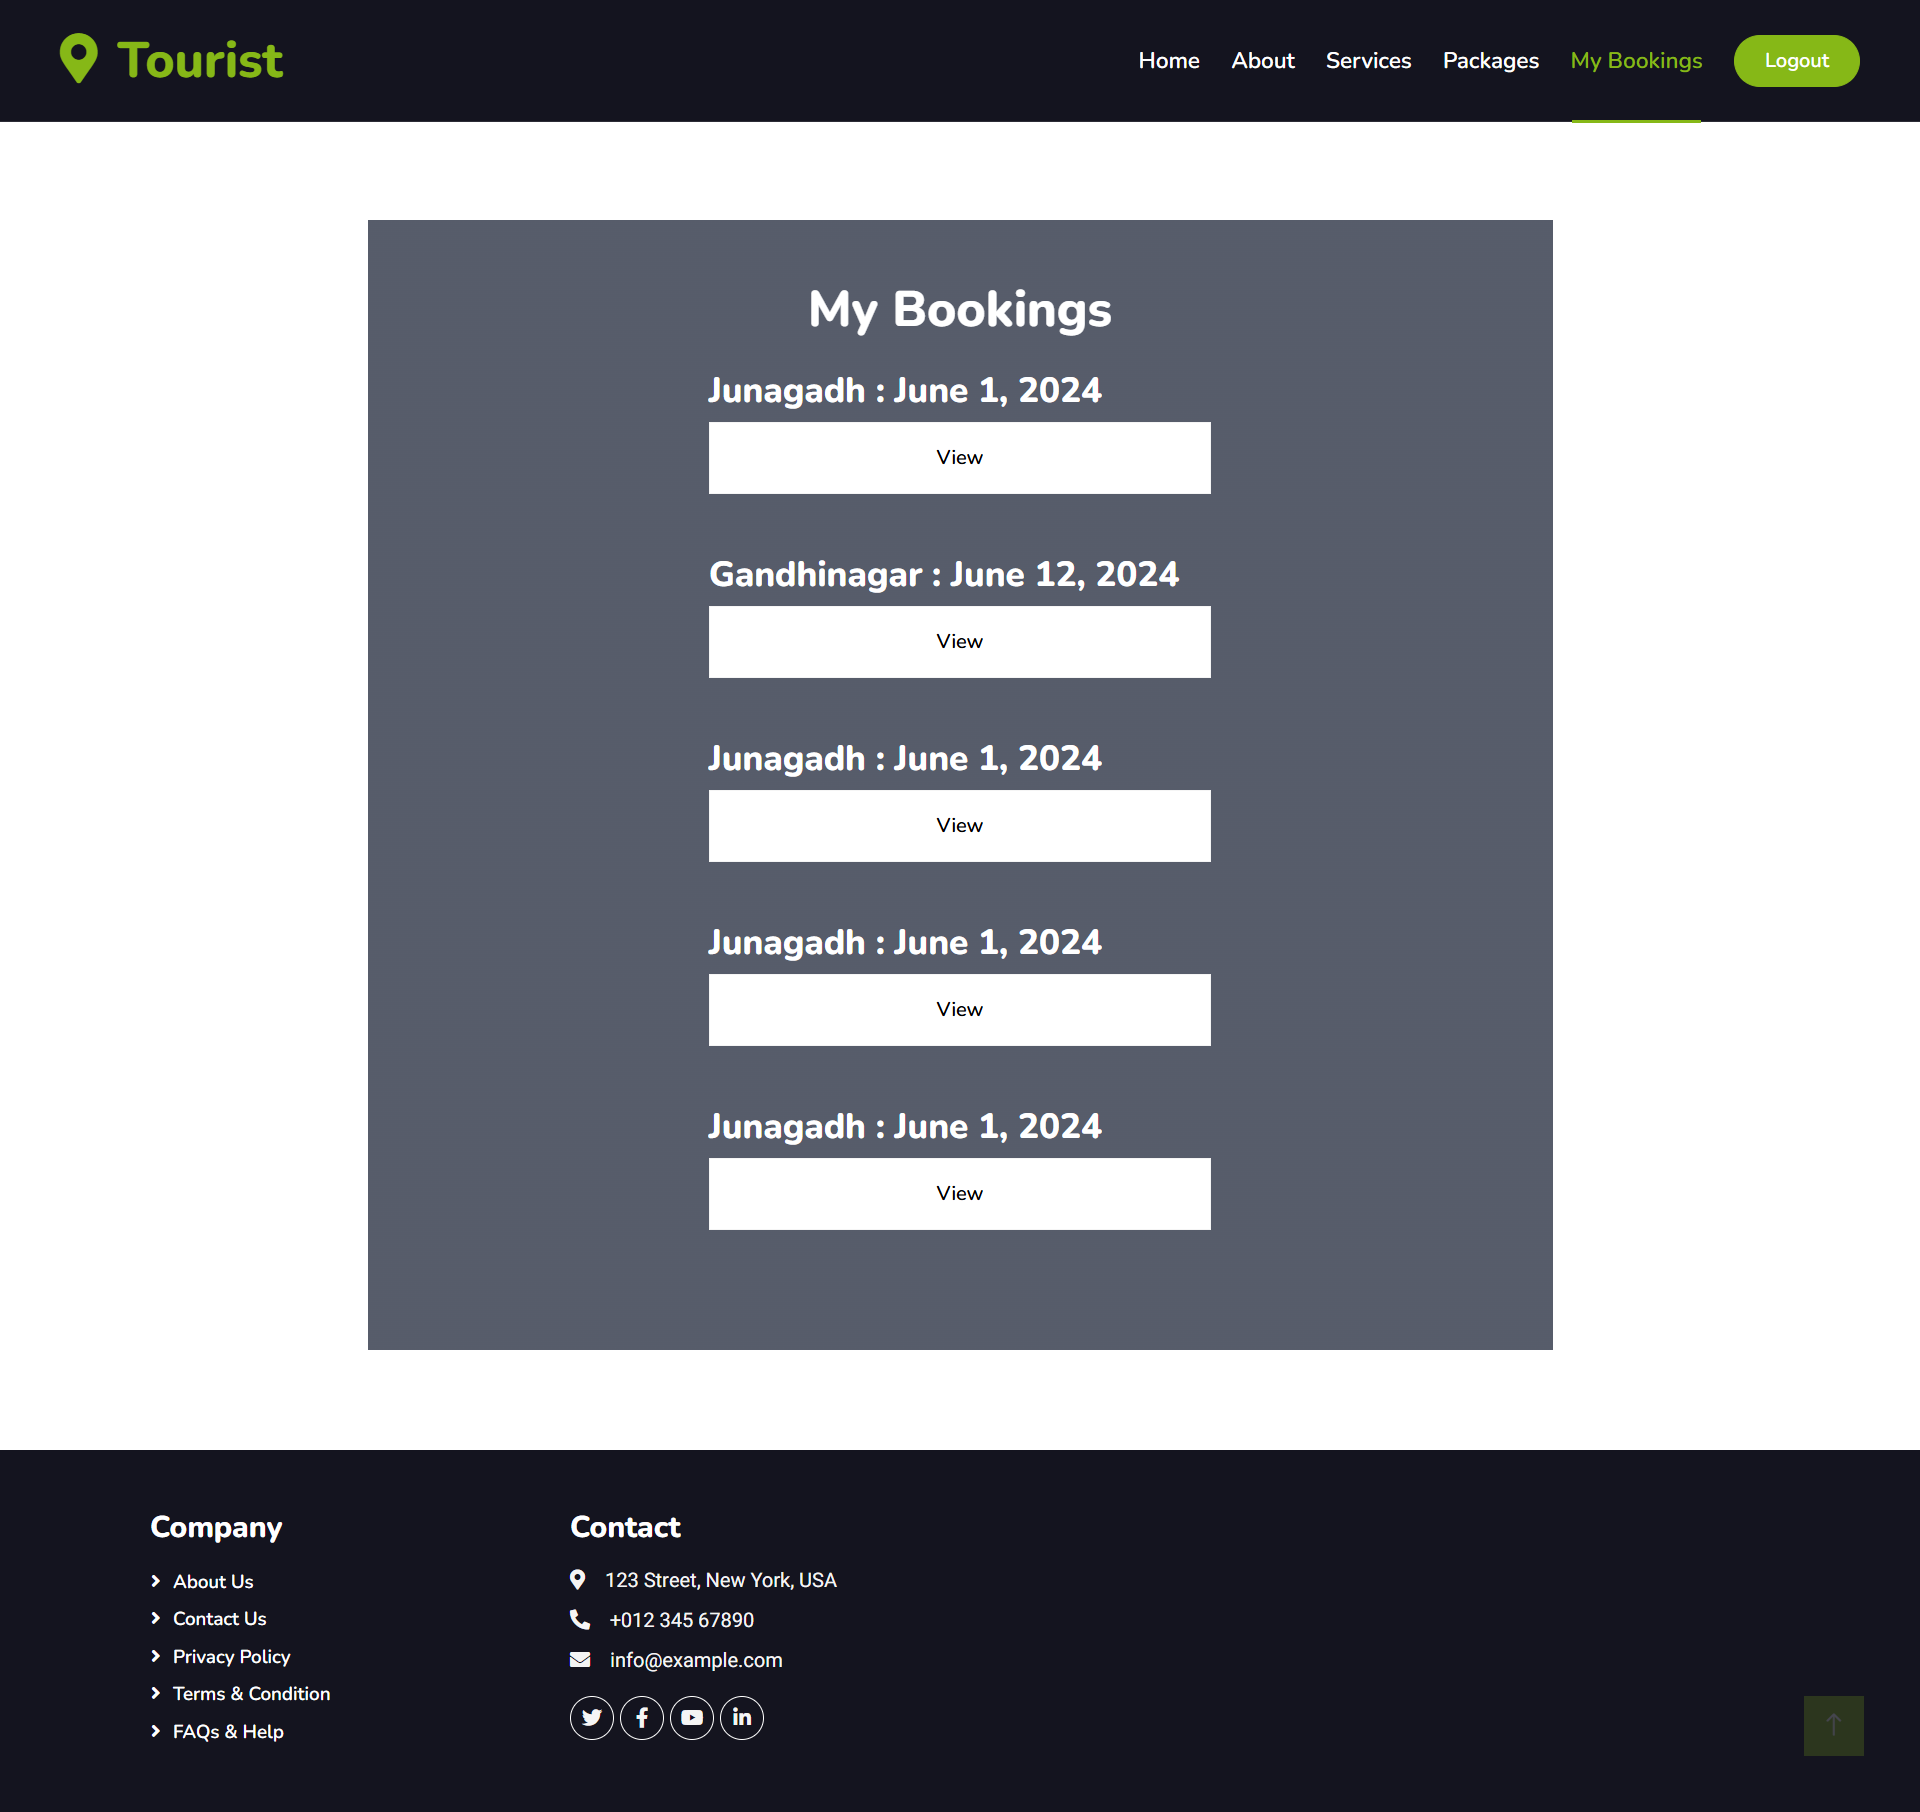 Tourist
Home About Services Packages My Bookings Logout
My Bookings
Junagadh : June 1, 2024
View
Gandhinagar : June 12, 2024
View
Junagadh : June 1, 2024
View
Junagadh : June 1, 2024
View
Junagadh : June 1, 2024
View
Company
About Us
Contact Us
Privacy Policy
Terms & Condition
FAQs & Help
Contact
123 Street, New York, USA
+012 345 67890
info@example.com